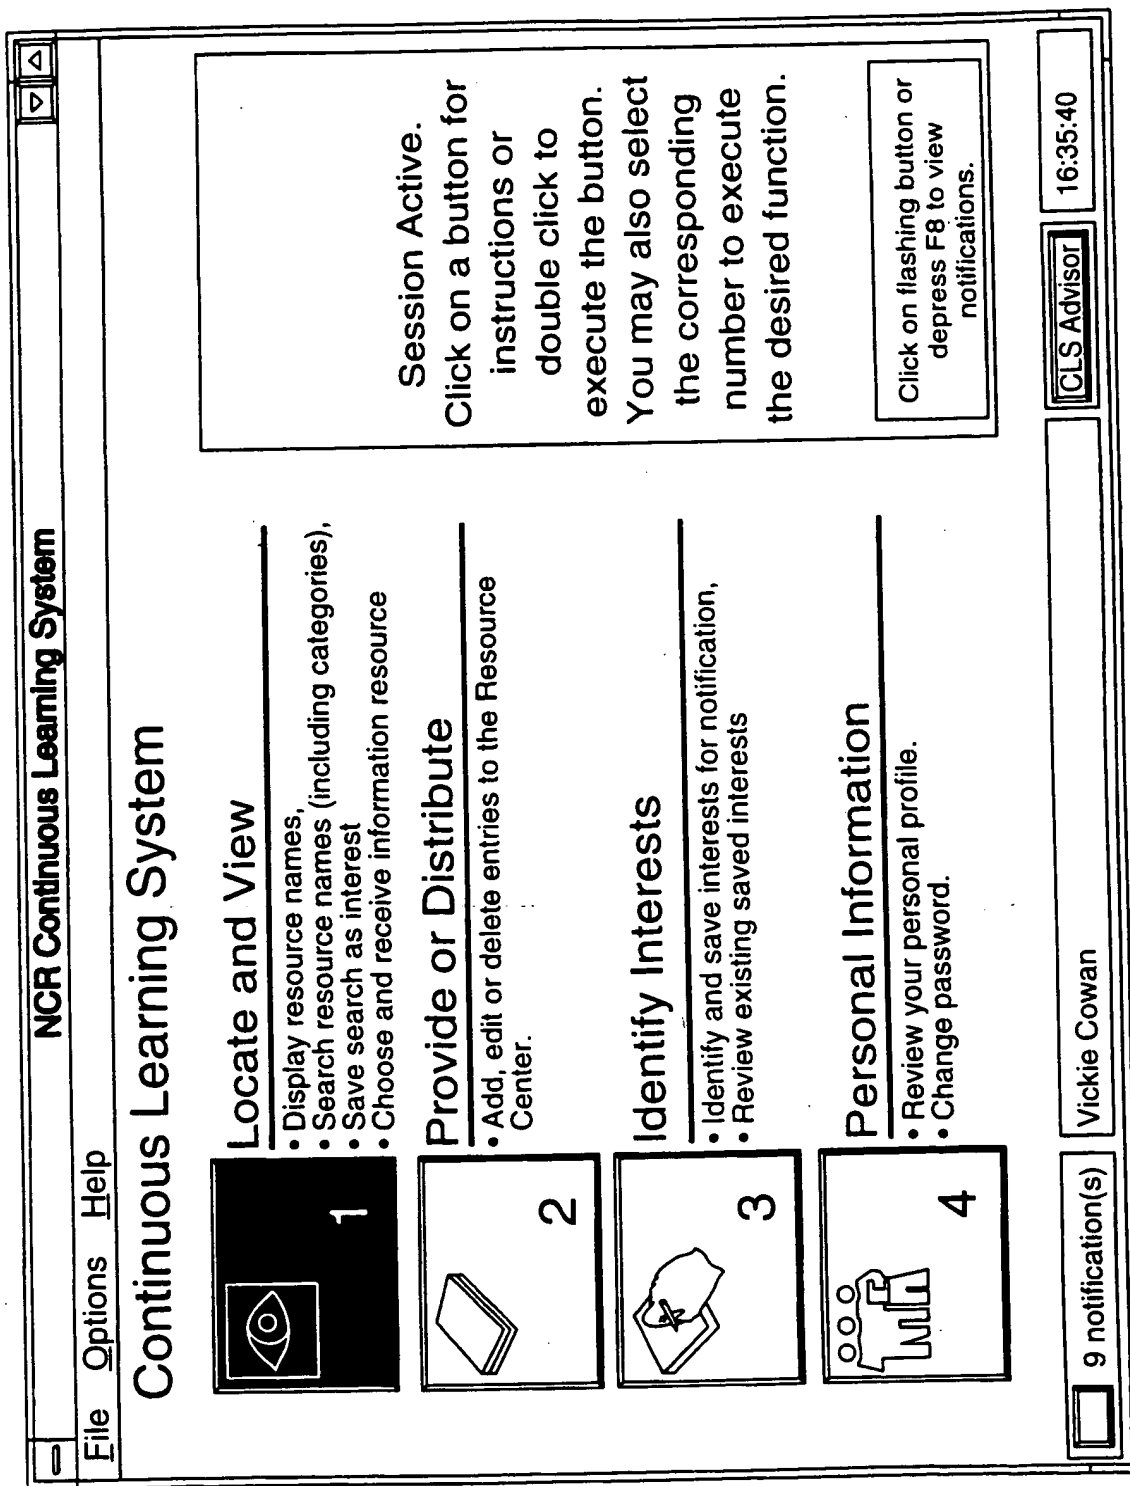 NCR Continuous Learning System
File Options Help
Continuous Learning System
1
Locate and View
• Display resource names,
• Search resource names (including categories),
• Save search as interest
• Choose and receive information resource
2
Provide or Distribute
• Add, edit or delete entries to the Resource
Center.
3
Identify Interests
• Identify and save interests for notification,
• Review existing saved interests
4
Personal Information
• Review your personal profile.
• Change password.
Session Active.
Click on a button for
instructions or
double click to
execute the button.
You may also select
the corresponding
number to execute
the desired function.
Click on flashing button or
depress F8 to view
notifications.
9 notification(s)
Vickie Cowan
CLS Advisor
16:35:40